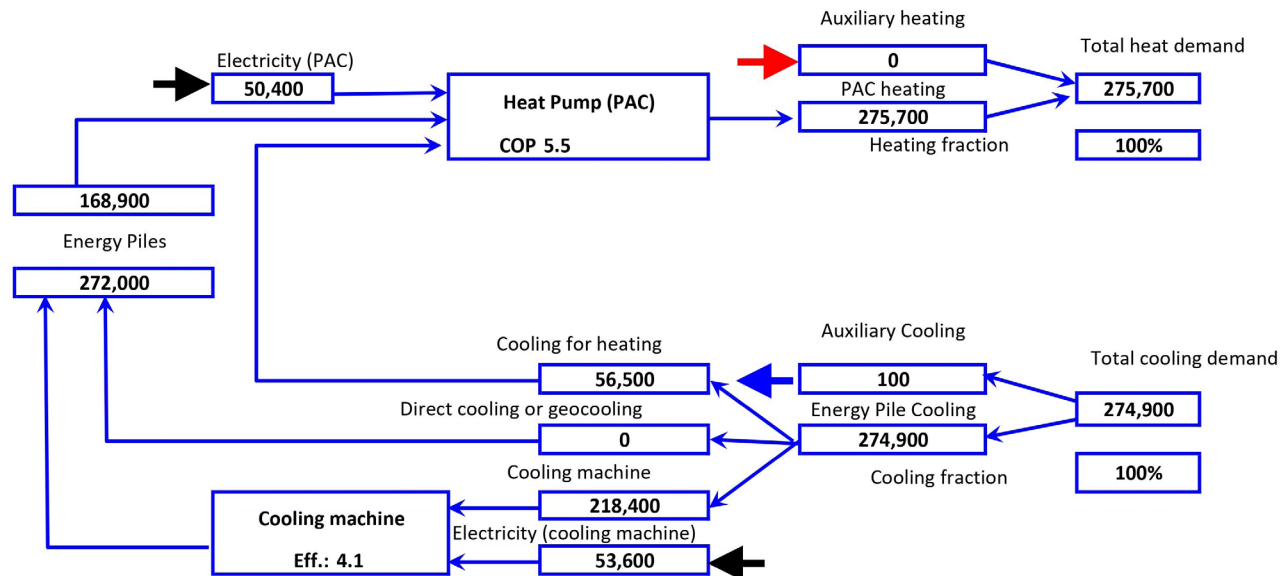 Auxiliary heating
Electricity (PAC)
0
Total heat demand
50,400
Heat Pump (PAC)
PAC heating
275,700
275,700
COP 5.5
Heating fraction
100%
168,900
Energy Piles
272,000
Auxiliary Cooling
Cooling for heating
Total cooling demand
56,500
100
Direct cooling or geocooling
Energy Pile Cooling
274,900
0
274,900
Cooling machine
Cooling fraction
100%
218,400
Cooling machine
Electricity (cooling machine)
Eff.: 4.1
53,600